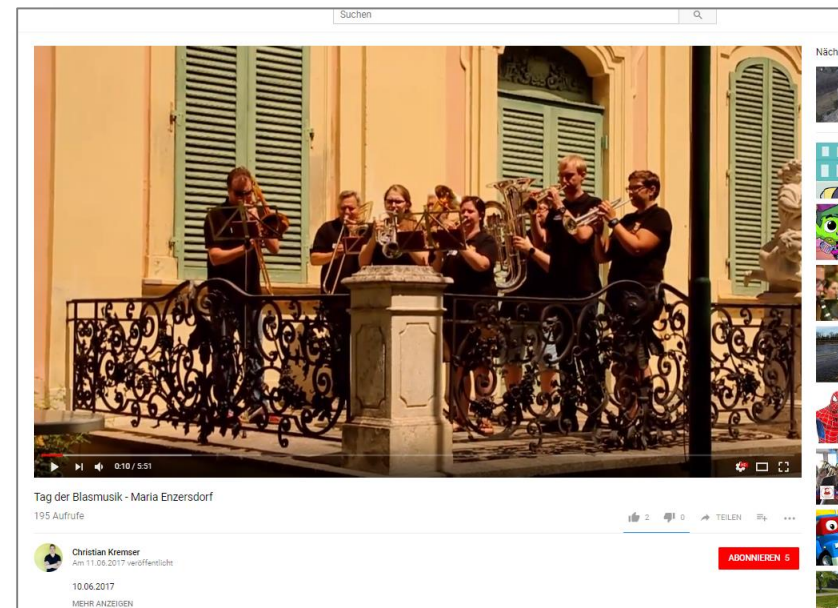 Suchen
Näch
0:10 / 5:51
Tag der Blasmusik - Maria Enzersdorf
195 Aufrufe
2 0 TEILEN
Christian Kremser
Am 11.06.2017 veröffentlicht
ABONNIEREN 5
10.06.2017
MEHR ANZEIGEN